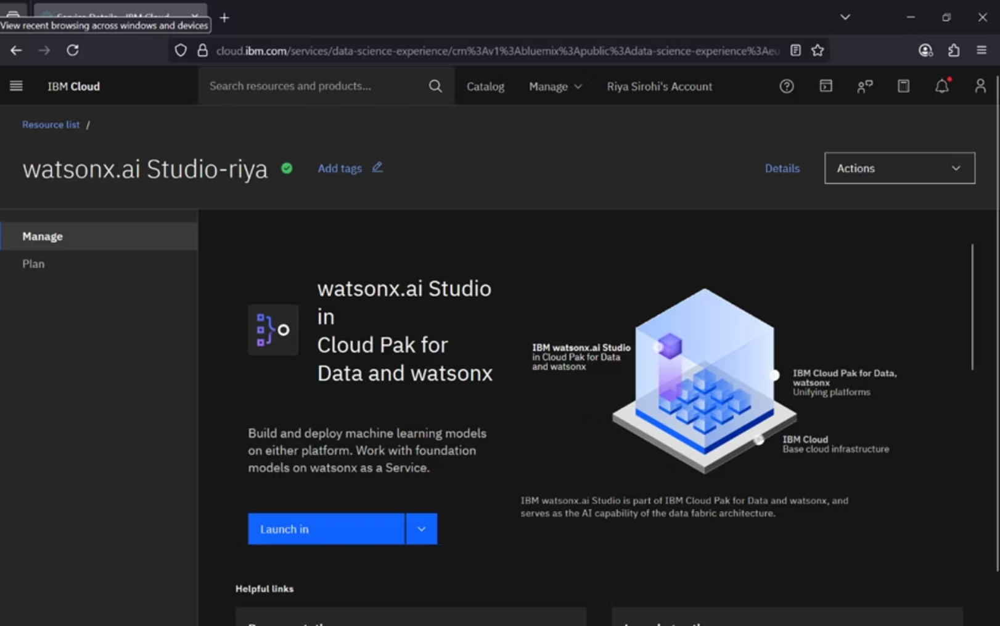 Service Details - IBM Cloud
View recent browsing across windows and devices
cloud.ibm.com/services/data-science-experience/crn%3Av1%3Abluemix%3Apublic%3Adata-science-experience%3Aeu
IBM Cloud
Search resources and products...
Catalog
Manage
Riya Sirohi's Account
Resource list /
watsonx.ai Studio-riya
Add tags
Details
Actions
Manage
Plan
watsonx.ai Studio
in
Cloud Pak for
Data and watsonx
Build and deploy machine learning models
on either platform. Work with foundation
models on watsonx as a Service.
Launch in
IBM watsonx.ai Studio
in Cloud Pak for Data
and watsonx
IBM Cloud Pak for Data,
watsonx
Unifying platforms
IBM Cloud
Base cloud infrastructure
IBM watsonx.ai Studio is part of IBM Cloud Pak for Data and watsonx, and
serves as the AI capability of the data fabric architecture.
Helpful links